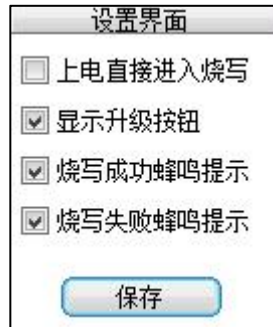 设置界面
上电直接进入烧写
显示升级按钮
烧写成功蜂鸣提示
烧写失败蜂鸣提示
保存